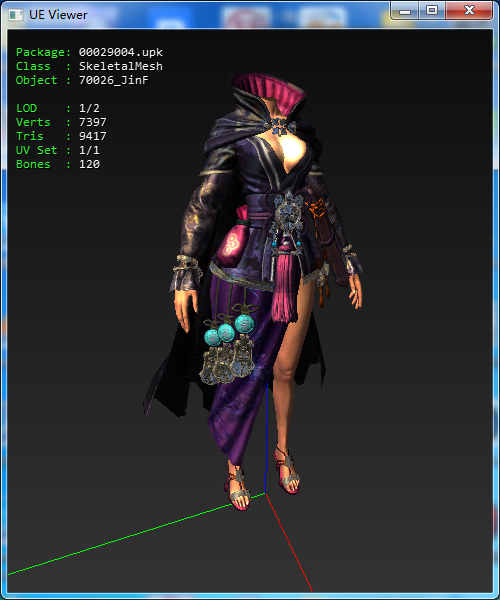 UE Viewer
Package: 00029004.upk
Class : SkeletalMesh
Object : 70026_JinF
LOD : 1/2
Verts : 7397
Tris : 9417
UV Set : 1/1
Bones : 120